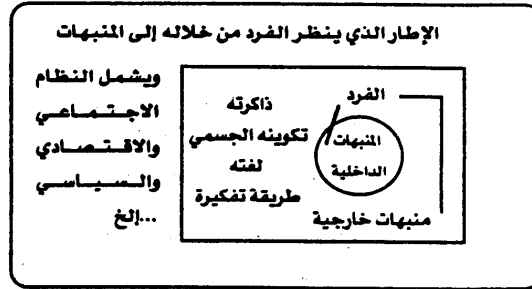 الإطار الذي ينظر الفرد من خلاله إلى المنبهات
ويشمل النظام
الاجتماعي
والاقتصادي
والسياسي
...إلخ
الفرد
المنبهات
الداخلية
منبهات خارجية
ذاكرته
تكوينه الجسمي
لغته
طريقة تفكيرة